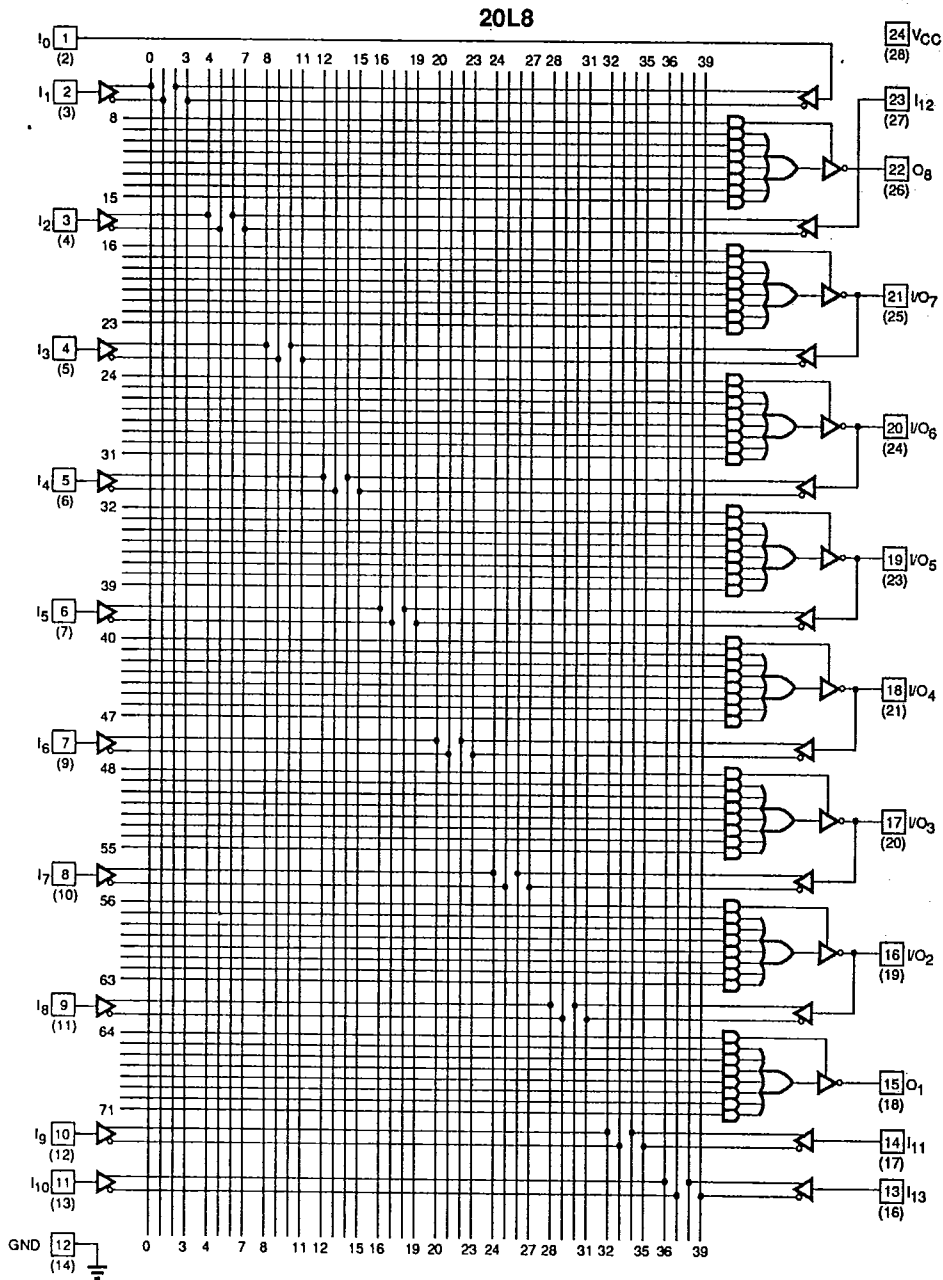 20L8
I0 1 24 VCC
(2) (28)
0 3 4 7 8 11 12 15 16 19 20 23 24 27 28 31 32 35 36 39
I1 2 23 I12
(3) (27)
8
22 O8
(26)
15
I2 3
(4)
16
21 I/O7
(25)
23
I3 4
(5)
24
20 I/O6
(24)
31
I4 5
(6)
32
19 I/O5
(23)
39
I5 6
(7)
40
18 I/O4
(21)
47
I6 7
(9)
48
17 I/O3
(20)
55
I7 8
(10)
56
16 I/O2
(19)
63
I8 9
(11)
64
15 O1
(18)
71
I9 10 14 I11
(12) (17)
I10 11 13 I13
(13) (16)
GND 12
(14)
0 3 4 7 8 11 12 15 16 19 20 23 24 27 28 31 32 35 36 39